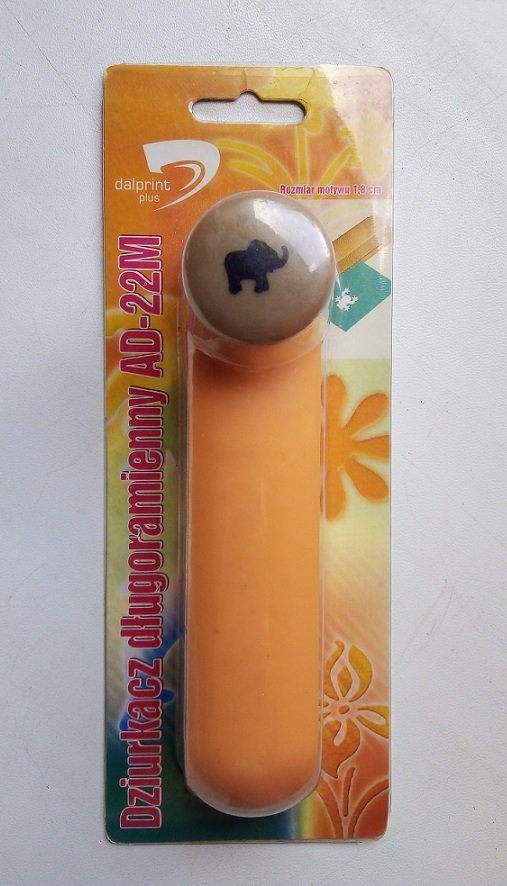 dalprint
plus
Rozmiar motywu 1,8 cm
Dziurkacz długoramienny AD-22M